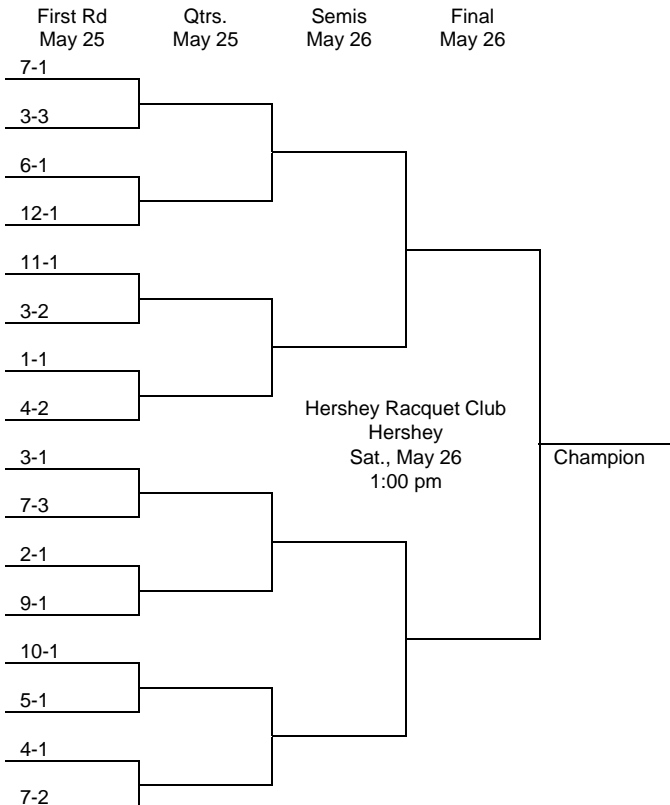 First Rd Qtrs. Semis Final
May 25 May 25 May 26 May 26
7-1
3-3
6-1
12-1
11-1
3-2
1-1
4-2
Hershey Racquet Club
Hershey
Sat., May 26
1:00 pm
Champion
3-1
7-3
2-1
9-1
10-1
5-1
4-1
7-2